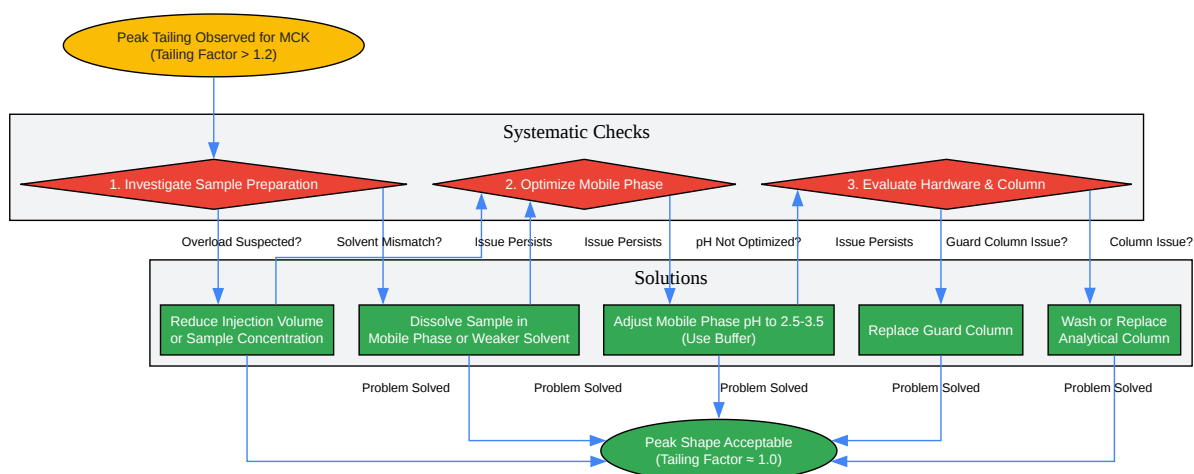 Peak Tailing Observed for MCK
(Tailing Factor > 1.2)
Systematic Checks
1. Investigate Sample Preparation
2. Optimize Mobile Phase
3. Evaluate Hardware & Column
Overload Suspected?
Solvent Mismatch?
Issue Persists
Issue Persists
pH Not Optimized?
Issue Persists
Guard Column Issue?
Column Issue?
Solutions
Reduce Injection Volume
or Sample Concentration
Dissolve Sample in
Mobile Phase or Weaker Solvent
Adjust Mobile Phase pH to 2.5-3.5
(Use Buffer)
Replace Guard Column
Wash or Replace
Analytical Column
Problem Solved
Problem Solved
Problem Solved
Problem Solved
Problem Solved
Peak Shape Acceptable
(Tailing Factor ≈ 1.0)